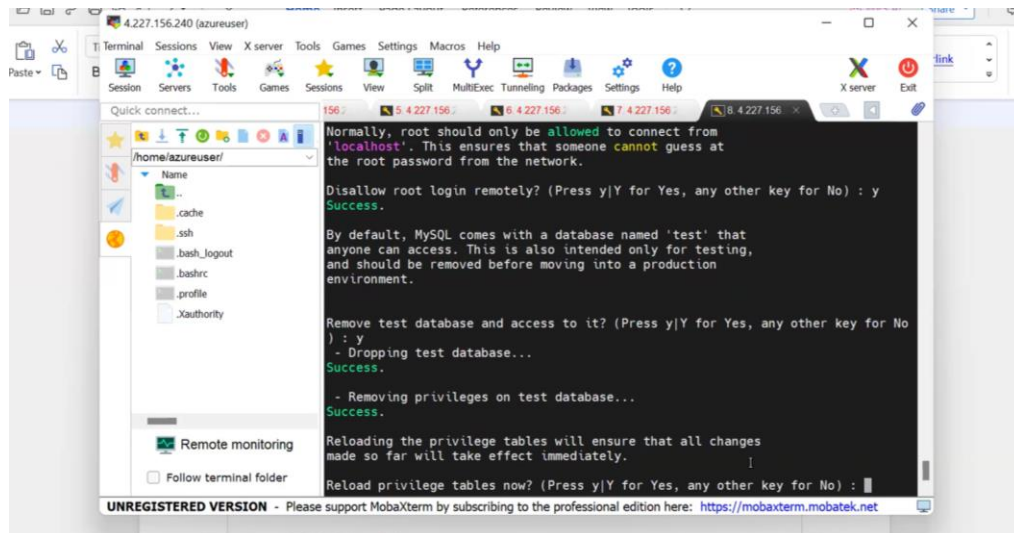 4.227.156.240 (azureuser)
Terminal Sessions View X server Tools Games Settings Macros Help
Paste
Session Servers Tools Games Sessions View Split MultiExec Tunneling Packages Settings Help X server Exit
Quick connect...
5. 4.227.156. 6. 4.227.156. 7. 4.227.156. 8. 4.227.156.
/home/azureuser/
Name
..
.cache
.ssh
.bash_logout
.bashrc
.profile
.Xauthority
Remote monitoring
Follow terminal folder
Normally, root should only be allowed to connect from
'localhost'. This ensures that someone cannot guess at
the root password from the network.
Disallow root login remotely? (Press y|Y for Yes, any other key for No) : y
Success.
By default, MySQL comes with a database named 'test' that
anyone can access. This is also intended only for testing,
and should be removed before moving into a production
environment.
Remove test database and access to it? (Press y|Y for Yes, any other key for No
) : y
- Dropping test database...
Success.
- Removing privileges on test database...
Success.
Reloading the privilege tables will ensure that all changes
made so far will take effect immediately.
Reload privilege tables now? (Press y|Y for Yes, any other key for No) :
UNREGISTERED VERSION - Please support MobaXterm by subscribing to the professional edition here: https://mobaxterm.mobatek.net